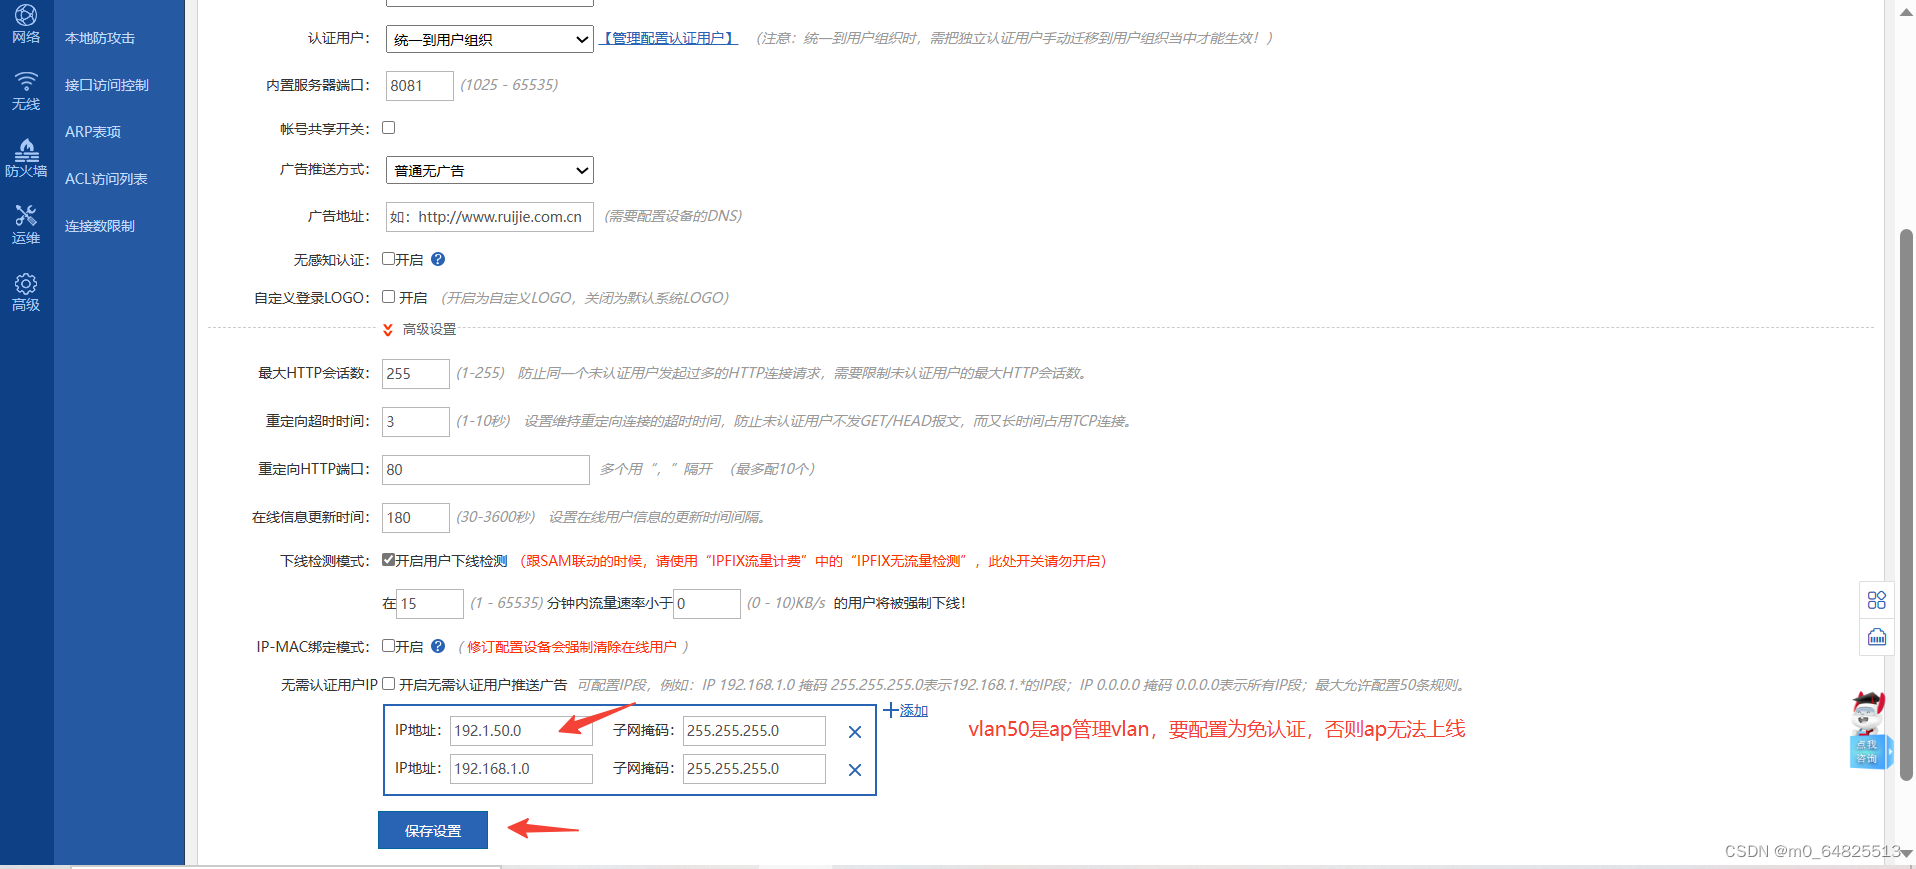 网络
无线
防火墙
运维
高级
本地防攻击
接口访问控制
ARP表项
ACL访问列表
连接数限制
认证用户： 统一到用户组织 【管理配置认证用户】 （注意：统一到用户组织时，需把独立认证用户手动迁移到用户组织当中才能生效！）
内置服务器端口： 8081 (1025 - 65535)
帐号共享开关：
广告推送方式： 普通无广告
广告地址： 如：http://www.ruijie.com.cn (需要配置设备的DNS)
无感知认证： 开启 ?
自定义登录LOGO： 开启 （开启为自定义LOGO，关闭为默认系统LOGO）
高级设置
最大HTTP会话数： 255 (1-255) 防止同一个未认证用户发起过多的HTTP连接请求，需要限制未认证用户的最大HTTP会话数。
重定向超时时间： 3 (1-10秒) 设置维持重定向连接的超时时间，防止未认证用户不发GET/HEAD报文，而又长时间占用TCP连接。
重定向HTTP端口： 80 多个用“，”隔开 （最多配10个）
在线信息更新时间： 180 (30-3600秒) 设置在线用户信息的更新时间间隔。
下线检测模式： 开启用户下线检测 （跟SAM联动的时候，请使用“IPFIX流量计费”中的“IPFIX无流量检测”，此处开关请勿开启）
在 15 (1 - 65535) 分钟内流量速率小于 0 (0 - 10)KB/s 的用户将被强制下线！
IP-MAC绑定模式： 开启 ? （ 修订配置设备会强制清除在线用户 ）
无需认证用户IP 开启无需认证用户推送广告 可配置IP段，例如：IP 192.168.1.0 掩码 255.255.255.0表示192.168.1.*的IP段；IP 0.0.0.0 掩码 0.0.0.0表示所有IP段；最大允许配置50条规则。
IP地址： 192.1.50.0 子网掩码： 255.255.255.0 添加
vlan50是ap管理vlan，要配置为免认证，否则ap无法上线
IP地址： 192.168.1.0 子网掩码： 255.255.255.0
保存设置
点我
咨询
CSDN @m0_64825513